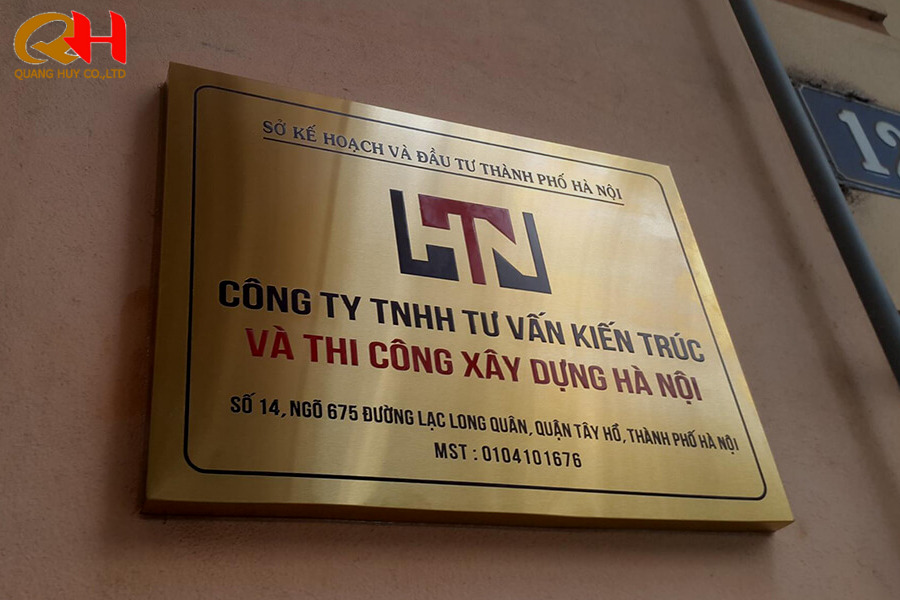 QH
QUANG HUY CO.,LTD
SỞ KẾ HOẠCH VÀ ĐẦU TƯ THÀNH PHỐ HÀ NỘI
LTN
CÔNG TY TNHH TƯ VẤN KIẾN TRÚC
VÀ THI CÔNG XÂY DỰNG HÀ NỘI
SỐ 14, NGÕ 675 ĐƯỜNG LẠC LONG QUÂN, QUẬN TÂY HỒ, THÀNH PHỐ HÀ NỘI
MST : 0104101676